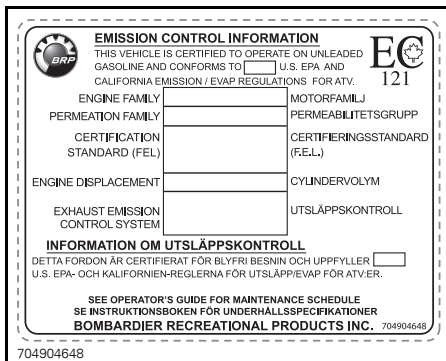 EMISSION CONTROL INFORMATION
THIS VEHICLE IS CERTIFIED TO OPERATE ON UNLEADED
GASOLINE AND CONFORMS TO U.S. EPA AND
CALIFORNIA EMISSION / EVAP REGULATIONS FOR ATV.
BRP
EC
121
ENGINE FAMILY MOTORFAMILJ
PERMEATION FAMILY PERMEABILITETSGRUPP
CERTIFICATION CERTIFIERINGSSTANDARD
STANDARD (FEL) (F.E.L.)
ENGINE DISPLACEMENT CYLINDERVOLYM
EXHAUST EMISSION UTSLÄPPSKONTROLL
CONTROL SYSTEM
INFORMATION OM UTSLÄPPSKONTROLL
DETTA FORDON ÄR CERTIFIERAT FÖR BLYFRI BESNIN OCH UPPFYLLER
U.S. EPA- OCH KALIFORNIEN-REGLERNA FÖR UTSLÄPP/EVAP FÖR ATV:ER.
SEE OPERATOR'S GUIDE FOR MAINTENANCE SCHEDULE
SE INSTRUKTIONSBOKEN FÖR UNDERHÅLLSSPECIFIKATIONER
BOMBARDIER RECREATIONAL PRODUCTS INC. 704904648
704904648